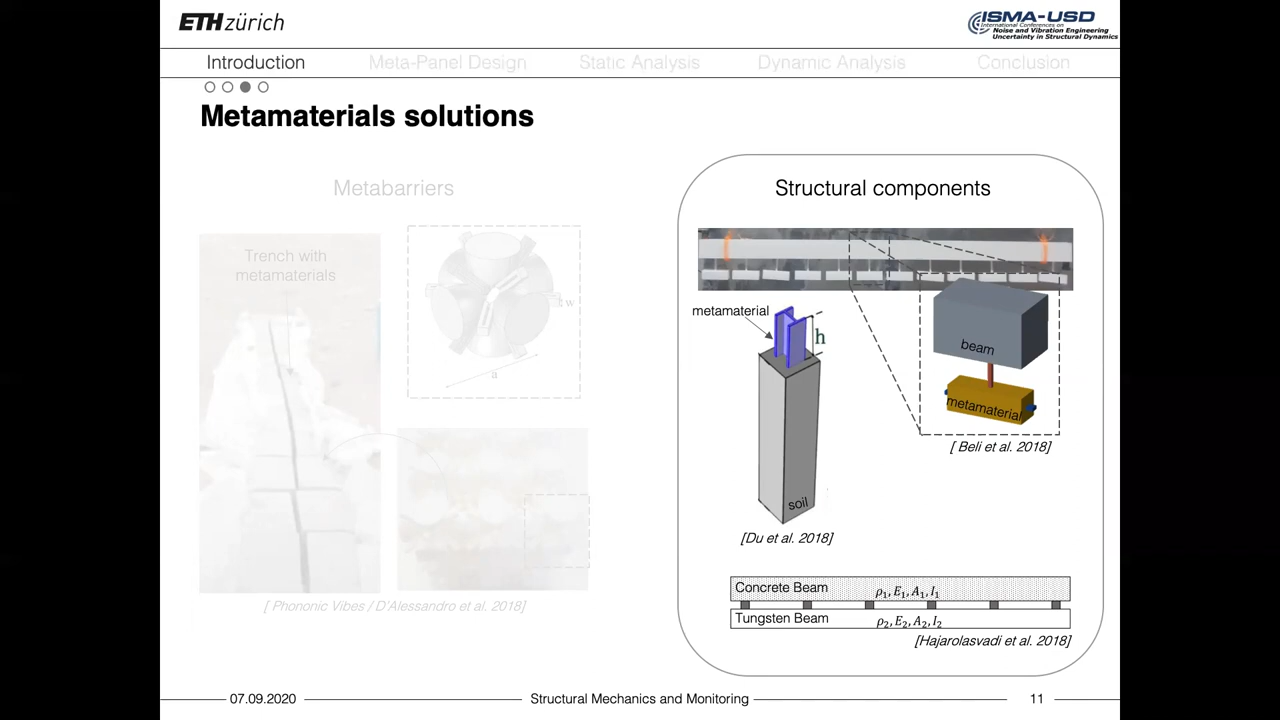 ETH zürich
ISMA-USD
International Conferences on
Noise and Vibration Engineering
Uncertainty in Structural Dynamics
Introduction
Meta-Panel Design
Static Analysis
Dynamic Analysis
Conclusion
Metamaterials solutions
Metabarriers
Trench with
metamaterials
w
a
[ Phononic Vibes / D'Alessandro et al. 2018]
Structural components
metamaterial
h
soil
[Du et al. 2018]
beam
metamaterial
[ Beli et al. 2018]
Concrete Beam ρ₁, E₁, A₁, I₁
Tungsten Beam ρ₂, E₂, A₂, I₂
[Hajarolasvadi et al. 2018]
07.09.2020
Structural Mechanics and Monitoring
11